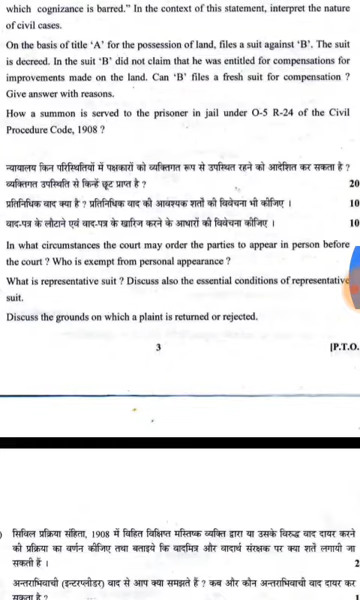 which cognizance is barred." In the context of this statement, interpret the nature
of civil cases.
On the basis of title 'A' for the possession of land, files a suit against 'B'. The suit
is decreed. In the suit 'B' did not claim that he was entitled for compensations for
improvements made on the land. Can 'B' files a fresh suit for compensation ?
Give answer with reasons.
How a summon is served to the prisoner in jail under O-5 R-24 of the Civil
Procedure Code, 1908 ?
न्यायालय किन परिस्थितियों में पक्षकारों को व्यक्तिगत रूप से उपस्थित रहने को आदेशित कर सकता है ?
व्यक्तिगत उपस्थिति से किन्हें छूट प्राप्त है ? 20
प्रतिनिधिक वाद क्या है ? प्रतिनिधिक वाद की आवश्यक शर्तों की विवेचना भी कीजिए । 10
वाद-पत्र के लौटाने एवं वाद-पत्र के खारिज करने के आधारों की विवेचना कीजिए । 10
In what circumstances the court may order the parties to appear in person before
the court ? Who is exempt from personal appearance ?
What is representative suit ? Discuss also the essential conditions of representative
suit.
Discuss the grounds on which a plaint is returned or rejected.
3 [P.T.O.
सिविल प्रक्रिया संहिता, 1908 में विहित विक्षिप्त मस्तिष्क व्यक्ति द्वारा या उसके विरुद्ध वाद दायर करने
की प्रक्रिया का वर्णन कीजिए तथा बताइये कि वादमित्र और वादार्थ संरक्षक पर क्या शर्तें लगायी जा
सकती हैं । 2
अन्तराभिवाची (इन्टरप्लीडर) वाद से आप क्या समझते हैं ? कब और कौन अन्तराभिवाची वाद दायर कर
सकता है ?